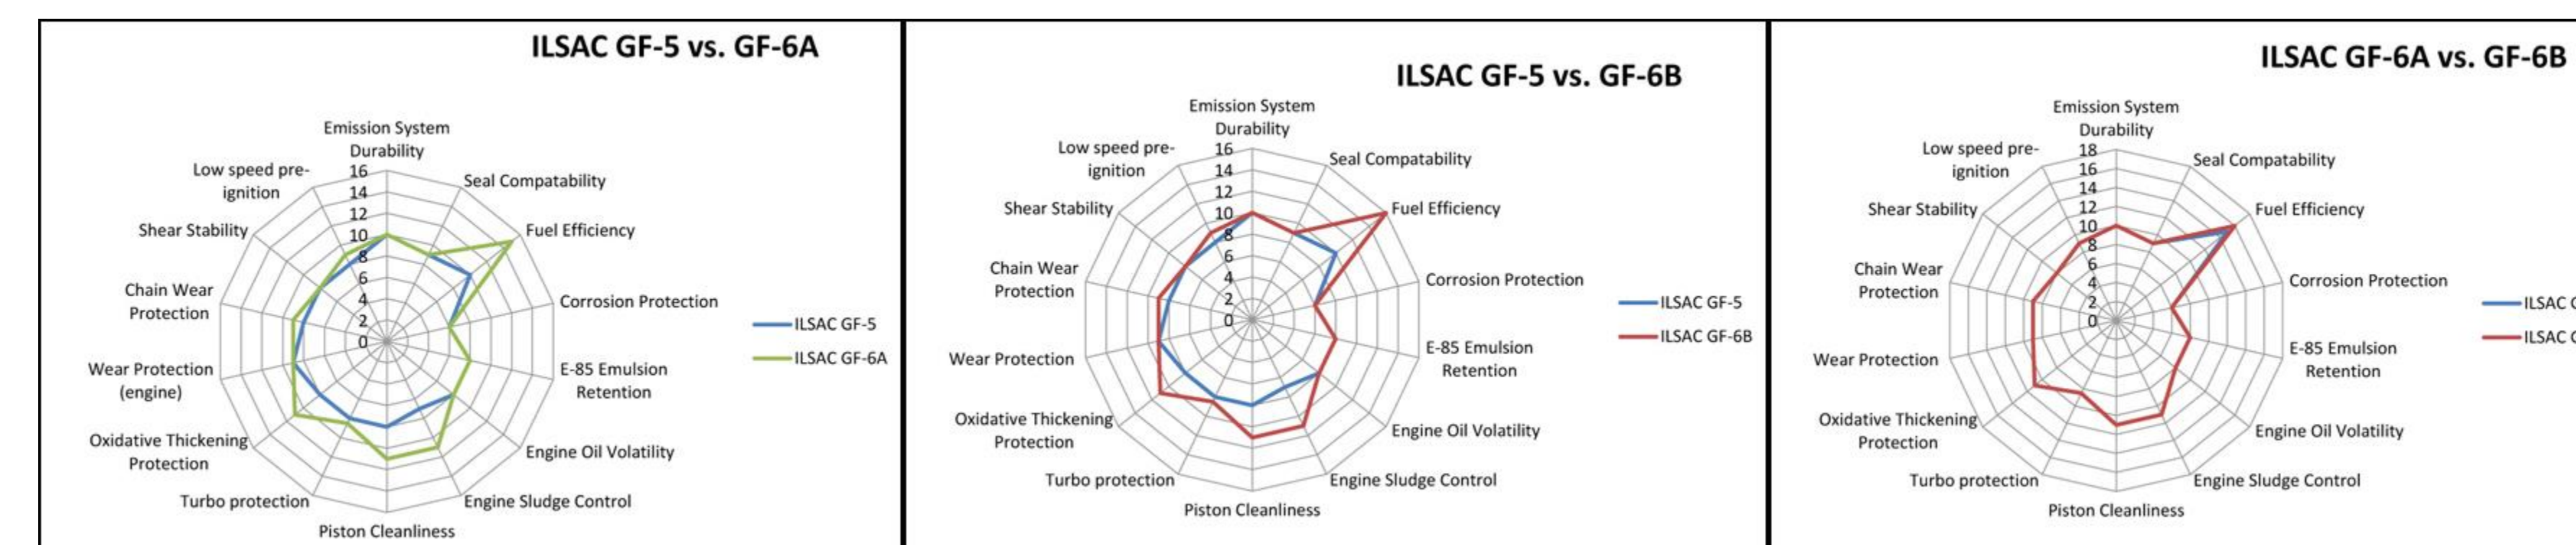 ILSAC GF-5 vs. GF-6A
Emission System
Durability
Low speed pre-
ignition
Seal Compatability
Shear Stability
Fuel Efficiency
Chain Wear
Protection
Corrosion Protection
Wear Protection
(engine)
E-85 Emulsion
Retention
Oxidative Thickening
Protection
Engine Oil Volatility
Turbo protection
Engine Sludge Control
Piston Cleanliness
16
14
12
10
8
6
4
2
0
ILSAC GF-5
ILSAC GF-6A
ILSAC GF-5 vs. GF-6B
Emission System
Durability
Low speed pre-
ignition
Seal Compatability
Shear Stability
Fuel Efficiency
Chain Wear
Protection
Corrosion Protection
Wear Protection
E-85 Emulsion
Retention
Oxidative Thickening
Protection
Engine Oil Volatility
Turbo protection
Engine Sludge Control
Piston Cleanliness
16
14
12
10
8
6
4
2
0
ILSAC GF-5
ILSAC GF-6B
ILSAC GF-6A vs. GF-6B
Emission System
Durability
Low speed pre-
ignition
Seal Compatability
Shear Stability
Fuel Efficiency
Chain Wear
Protection
Corrosion Protection
Wear Protection
E-85 Emulsion
Retention
Oxidative Thickening
Protection
Engine Oil Volatility
Turbo protection
Engine Sludge Control
Piston Cleanliness
18
16
14
12
10
8
6
4
2
0
ILSAC
ILSAC